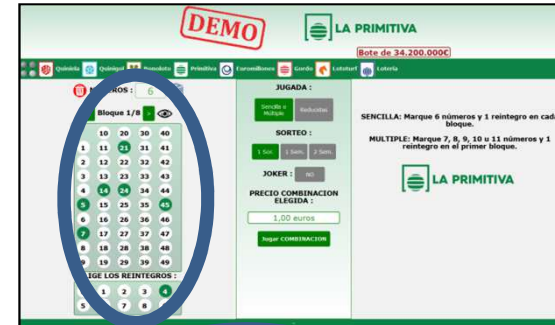 DEMO
LA PRIMITIVA
Bote de 34.200.000€
Quiniela Quinigol Primitiva Euromillones Gordo Lototurf Loteria
6
Bloque 1/8
10 20 30 40
1 11 21 31 41
2 12 22 32 42
3 13 23 33 43
4 14 24 34 44
5 15 25 35 45
6 16 26 36 46
7 17 27 37 47
8 18 28 38 48
9 19 29 39 49
LIGE LOS REINTEGROS :
1 2 3 4
5 7 8
JUGADA :
Sencilla o Múltiple Reducidas
SORTEO :
1 Sor. 1 Sem. 2 Sem.
JOKER : NO
PRECIO COMBINACION
ELEGIDA :
1,00 euros
Jugar COMBINACION
SENCILLA: Marque 6 números y 1 reintegro en cada
bloque.
MULTIPLE: Marque 7, 8, 9, 10 u 11 números y 1
reintegro en el primer bloque.
LA PRIMITIVA